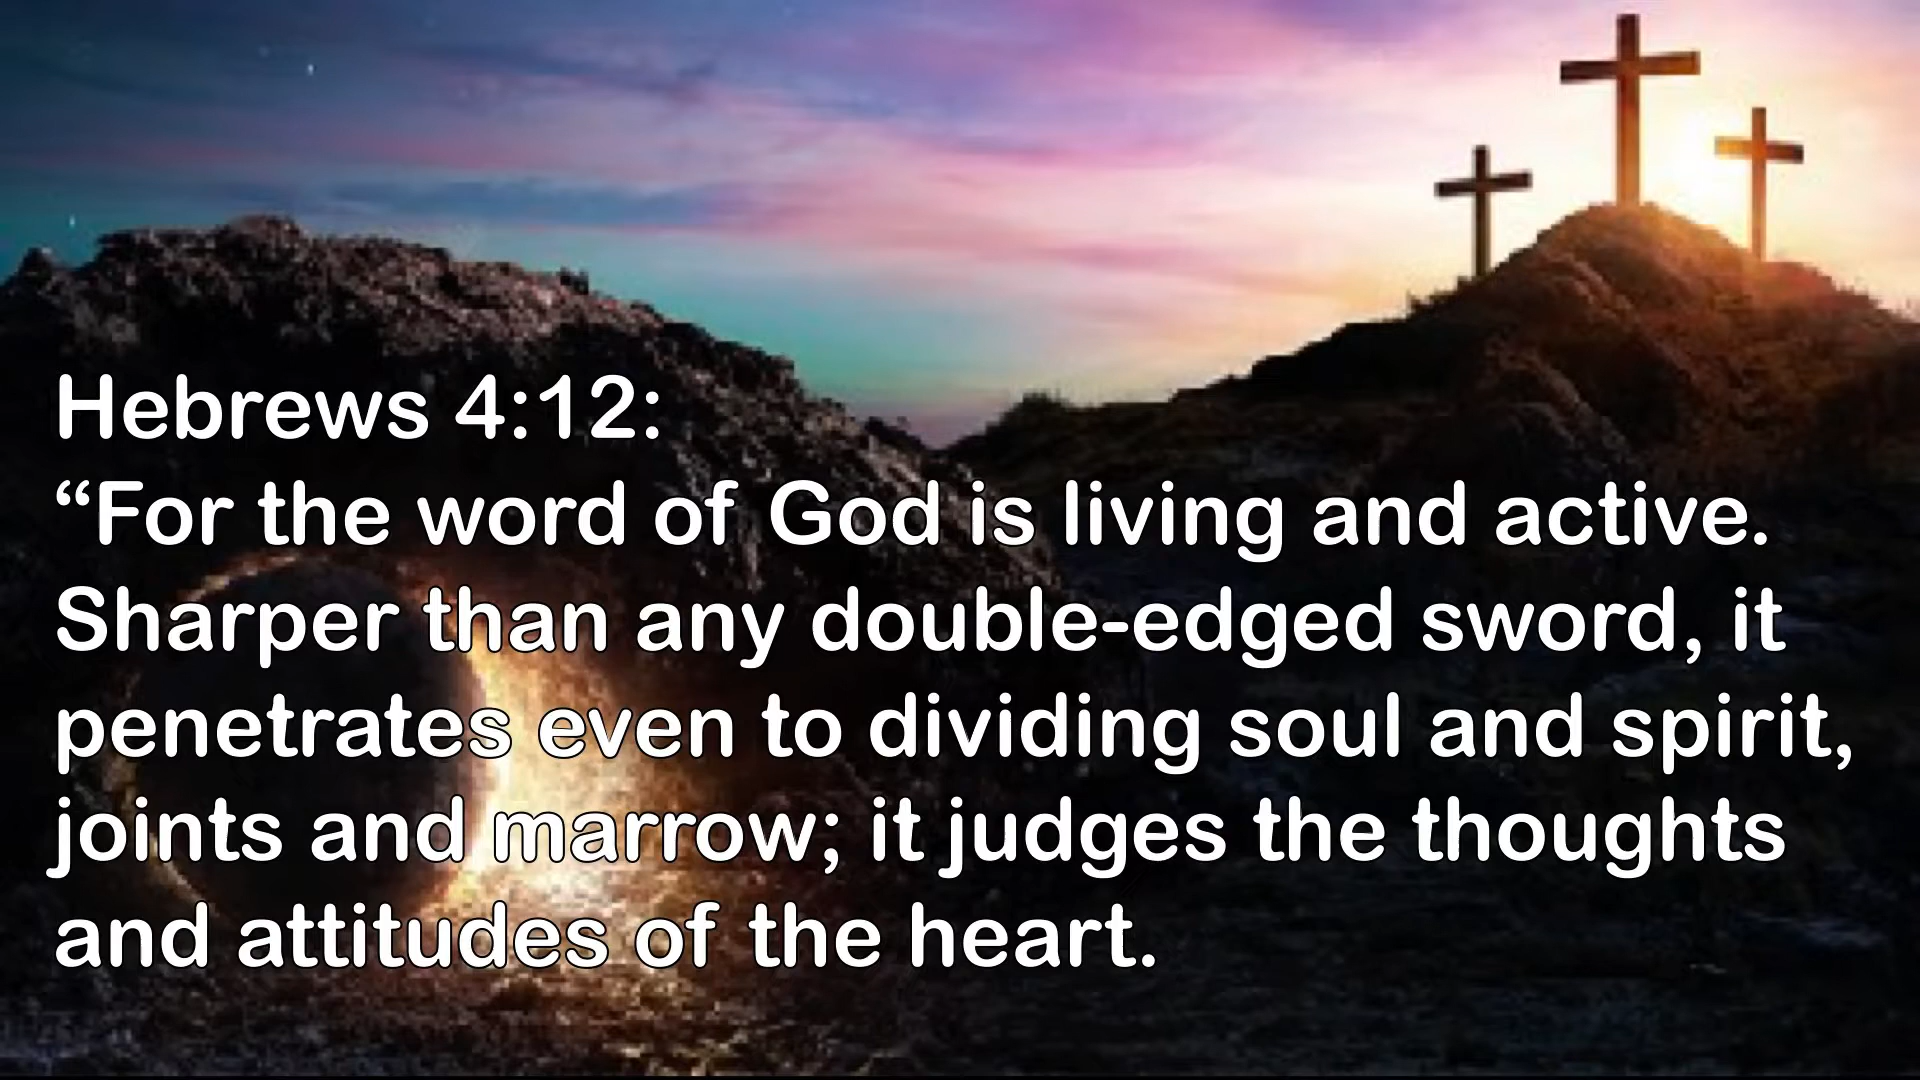 Hebrews 4:12:
“For the word of God is living and active.
Sharper than any double-edged sword, it
penetrates even to dividing soul and spirit,
joints and marrow; it judges the thoughts
and attitudes of the heart.